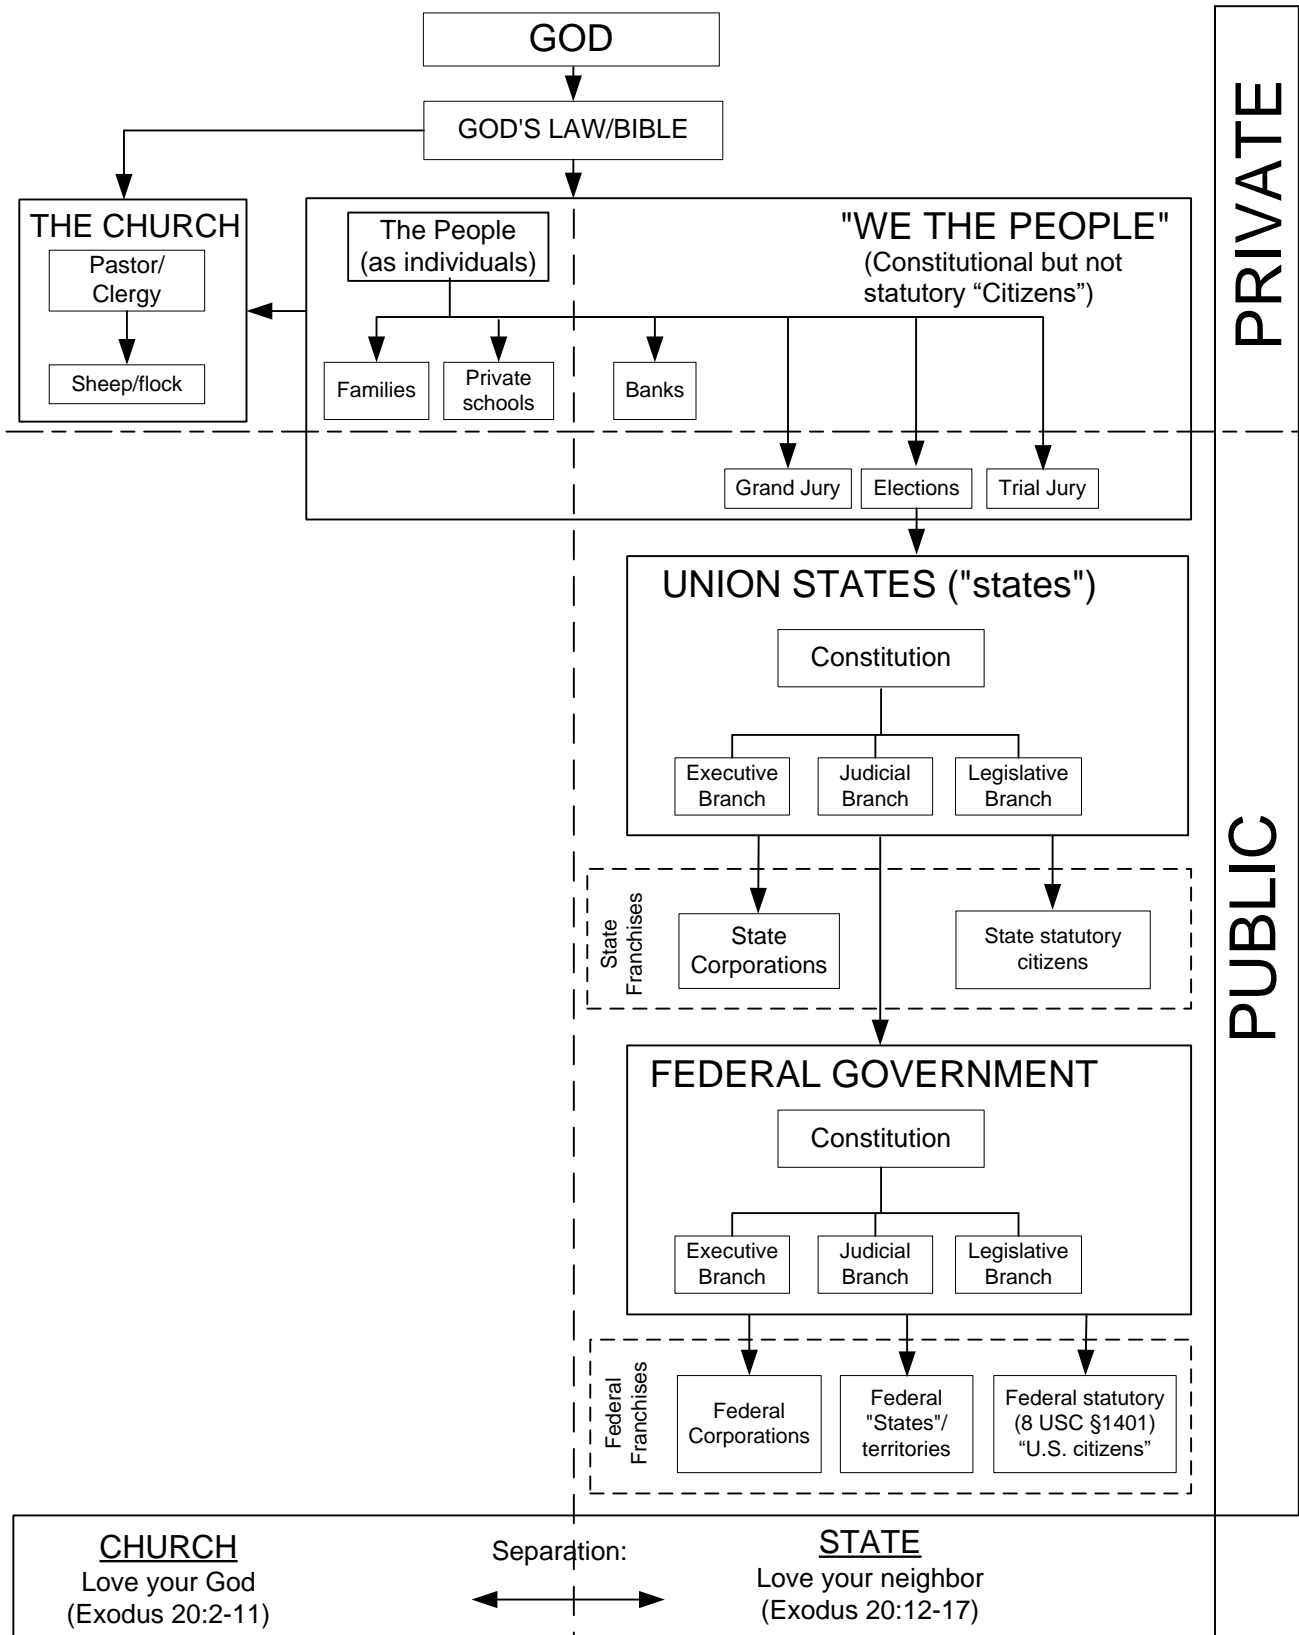 GOD
GOD'S LAW/BIBLE
PRIVATE
THE CHURCH
Pastor/
Clergy
Sheep/flock
The People
(as individuals)
"WE THE PEOPLE"
(Constitutional but not
statutory “Citizens”)
Families
Private
schools
Banks
Grand Jury
Elections
Trial Jury
PUBLIC
UNION STATES ("states")
Constitution
Executive
Branch
Judicial
Branch
Legislative
Branch
State
Franchises
State
Corporations
State statutory
citizens
FEDERAL GOVERNMENT
Constitution
Executive
Branch
Judicial
Branch
Legislative
Branch
Federal
Franchises
Federal
Corporations
Federal
"States"/
territories
Federal statutory
(8 USC §1401)
“U.S. citizens”
CHURCH
Love your God
(Exodus 20:2-11)
Separation:
STATE
Love your neighbor
(Exodus 20:12-17)